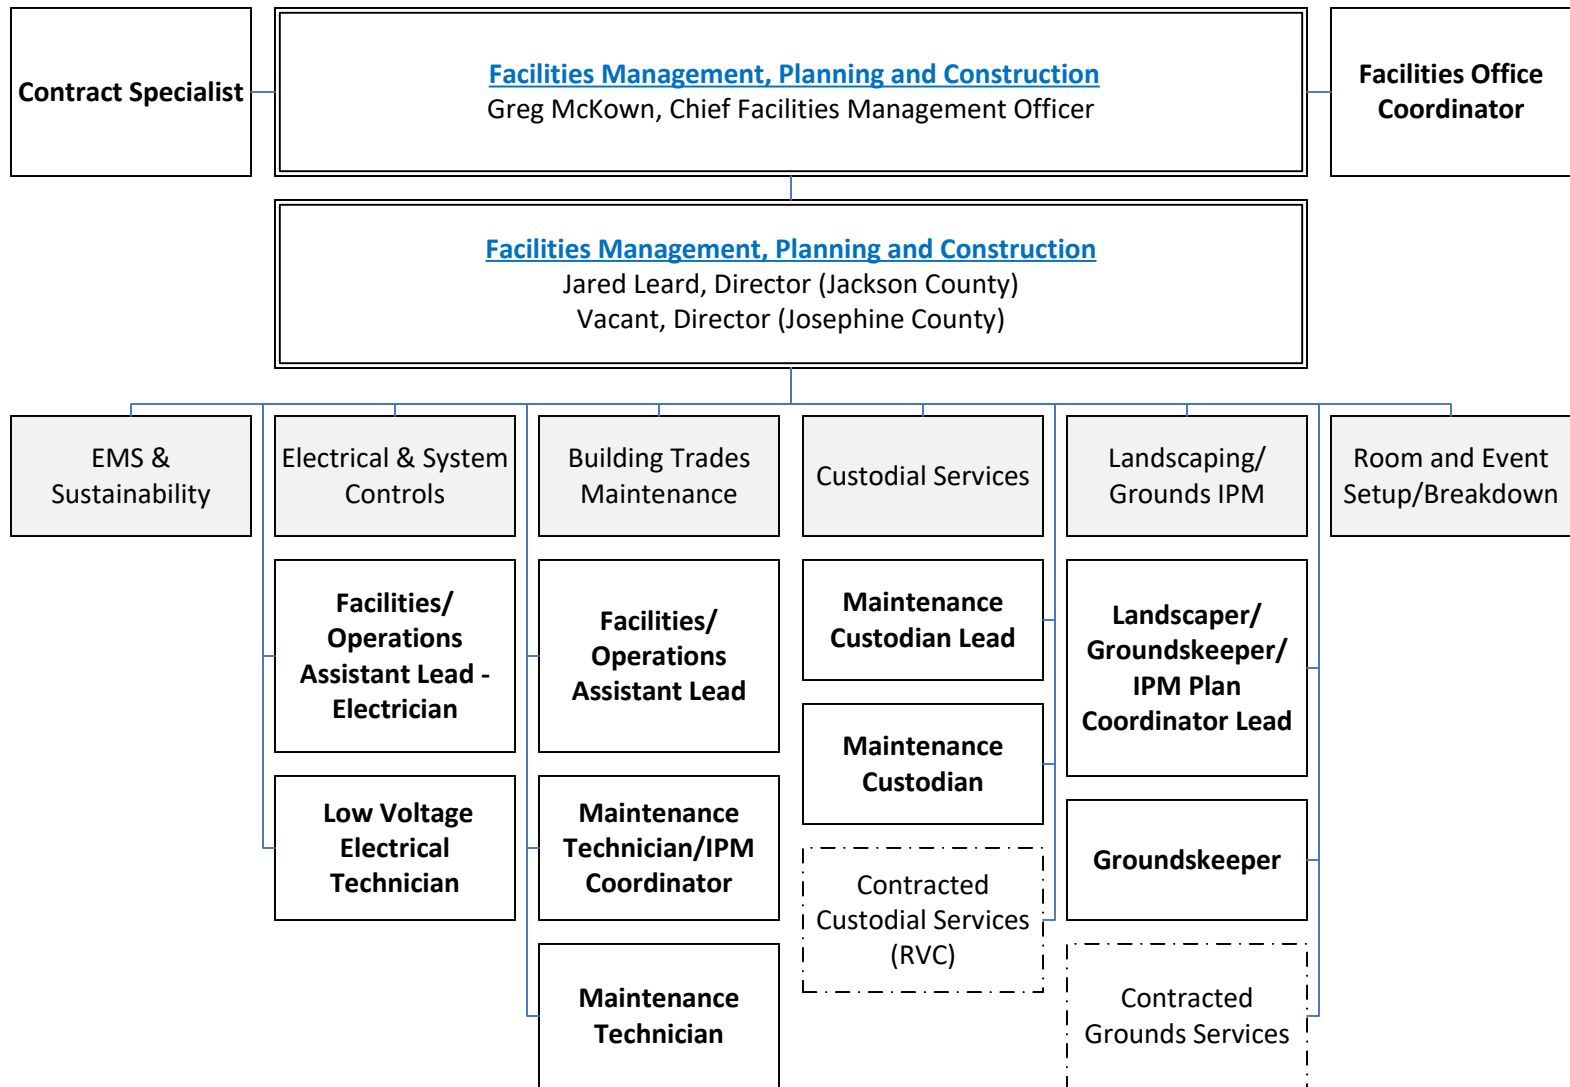 Contract Specialist
Facilities Management, Planning and Construction
Greg McKown, Chief Facilities Management Officer
Facilities Office
Coordinator
Facilities Management, Planning and Construction
Jared Leard, Director (Jackson County)
Vacant, Director (Josephine County)
EMS &
Sustainability
Electrical & System
Controls
Building Trades
Maintenance
Custodial Services
Landscaping/
Grounds IPM
Room and Event
Setup/Breakdown
Facilities/
Operations
Assistant Lead -
Electrician
Low Voltage
Electrical
Technician
Facilities/
Operations
Assistant Lead
Maintenance
Technician/IPM
Coordinator
Maintenance
Technician
Maintenance
Custodian Lead
Maintenance
Custodian
Contracted
Custodial Services
(RVC)
Landscaper/
Groundskeeper/
IPM Plan
Coordinator Lead
Groundskeeper
Contracted
Grounds Services